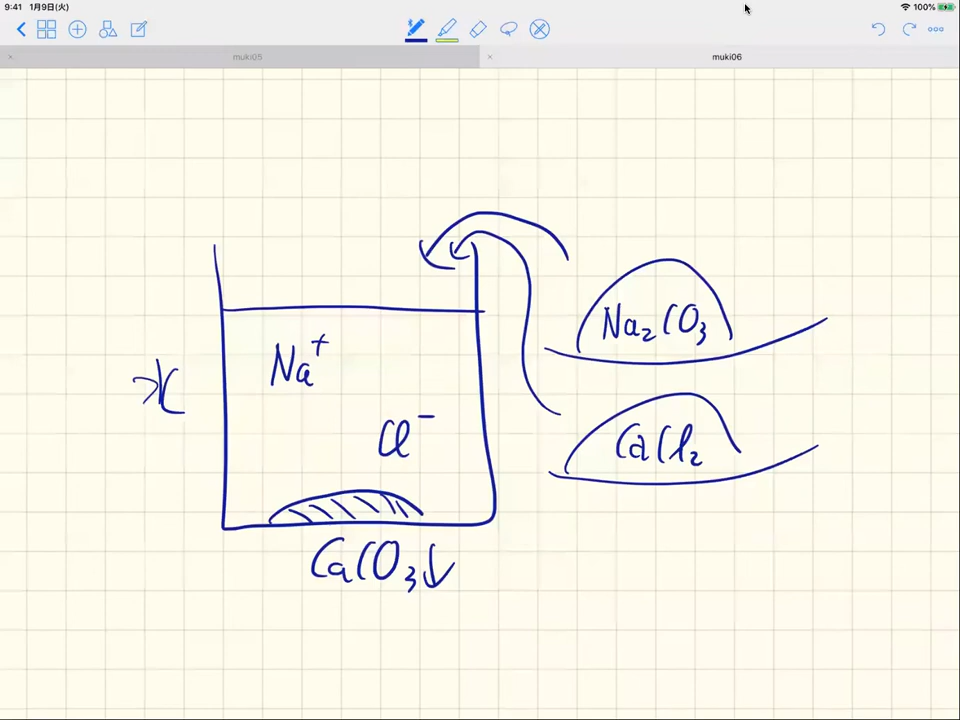 9:41 1月9日(火) 100%
muki05 muki06
Na₂CO₃
Na⁺
水
Cl⁻
CaCl₂
CaCO₃↓